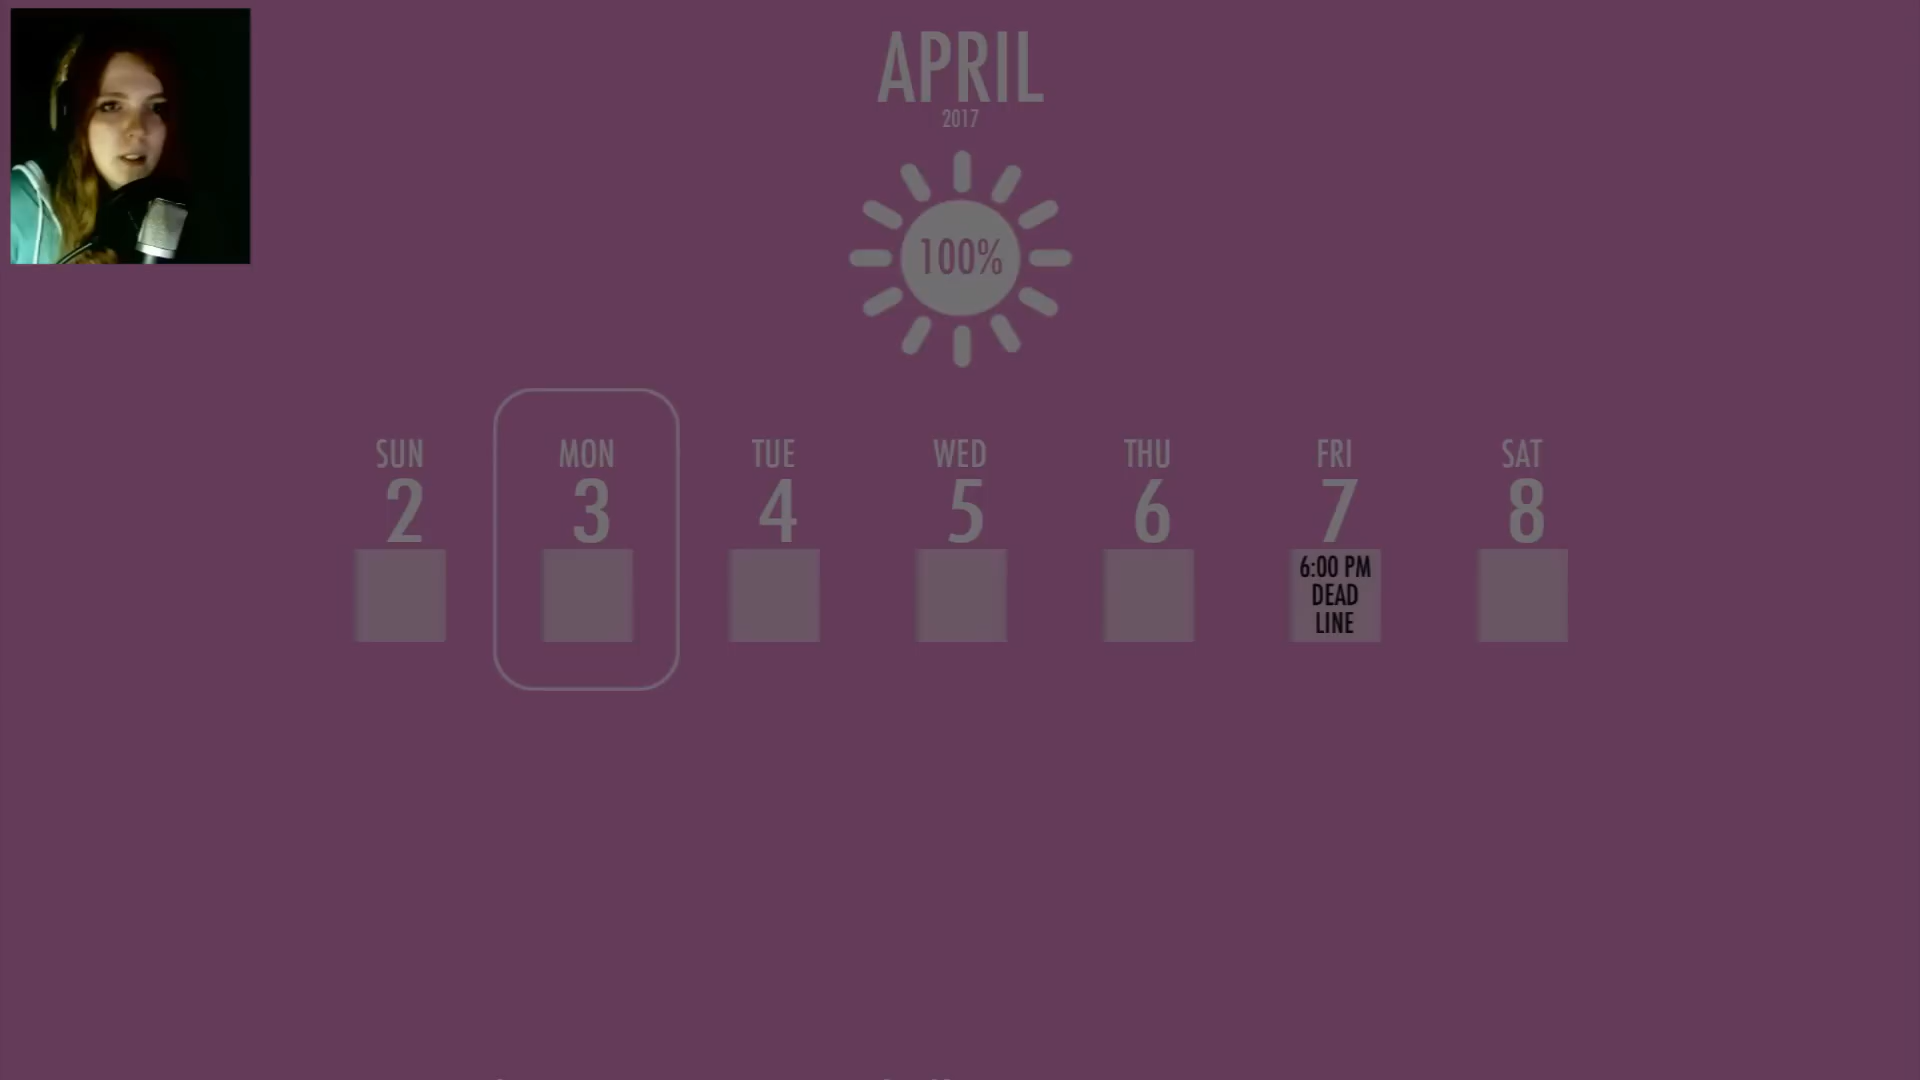 APRIL
2017
100%
SUN MON TUE WED THU FRI SAT
2 3 4 5 6 7 8
6:00 PM
DEAD
LINE